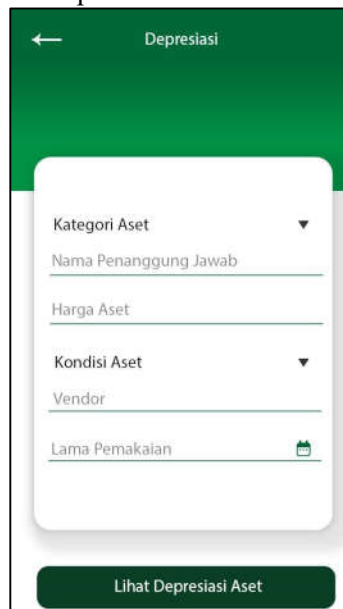 Depresiasi
Kategori Aset
Nama Penanggung Jawab
Harga Aset
Kondisi Aset
Vendor
Lama Pemakaian
Lihat Depresiasi Aset